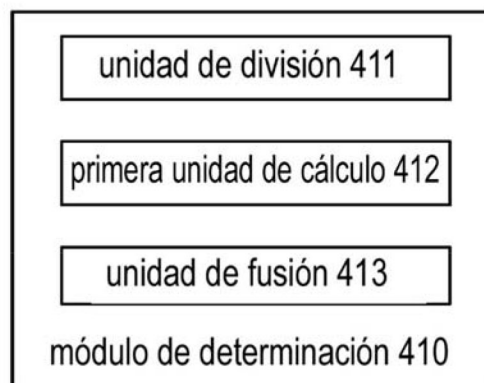 unidad de división 411
primera unidad de cálculo 412
unidad de fusión 413
módulo de determinación 410